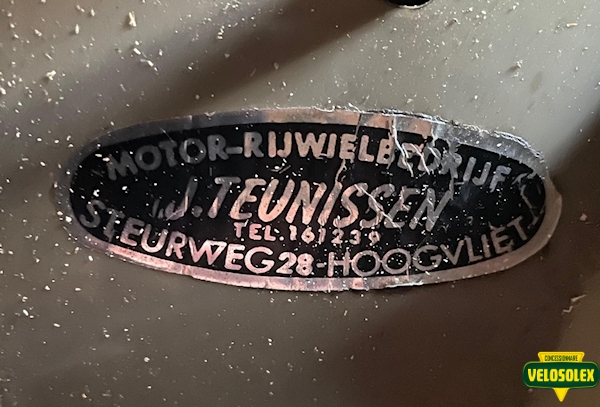 MOTOR-RIJWIELBEDRIJF
J. TEUNISSEN
TEL. 161239
STEURWEG 28-HOOGVLIET
CONCESSIONNAIRE
VELOSOLEX